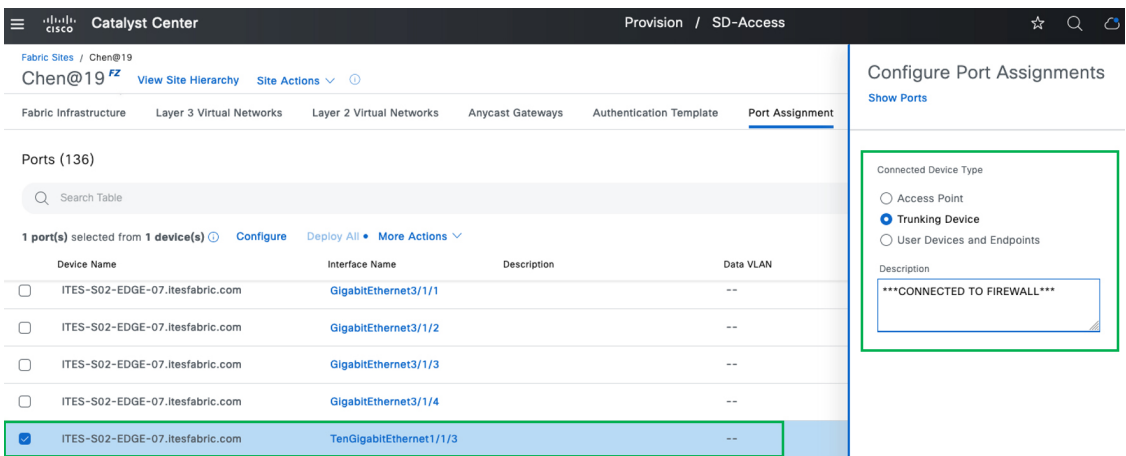 cisco Catalyst Center Provision / SD-Access
Fabric Sites / Chen@19
Chen@19 FZ View Site Hierarchy Site Actions
Fabric Infrastructure Layer 3 Virtual Networks Layer 2 Virtual Networks Anycast Gateways Authentication Template Port Assignment
Ports (136)
Search Table
1 port(s) selected from 1 device(s) Configure Deploy All More Actions
Device Name Interface Name Description Data VLAN
ITES-S02-EDGE-07.itesfabric.com GigabitEthernet3/1/1 --
ITES-S02-EDGE-07.itesfabric.com GigabitEthernet3/1/2 --
ITES-S02-EDGE-07.itesfabric.com GigabitEthernet3/1/3 --
ITES-S02-EDGE-07.itesfabric.com GigabitEthernet3/1/4 --
ITES-S02-EDGE-07.itesfabric.com TenGigabitEthernet1/1/3 --
Configure Port Assignments
Show Ports
Connected Device Type
Access Point
Trunking Device
User Devices and Endpoints
Description
***CONNECTED TO FIREWALL***